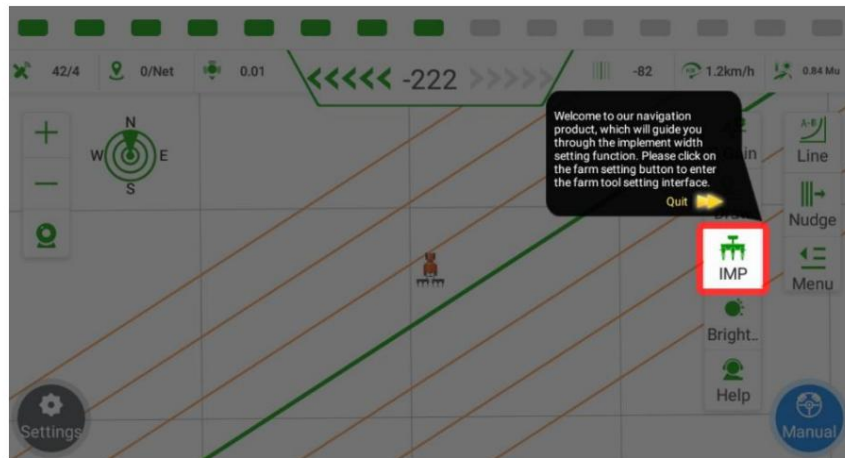 42/4
0/Net
0.01
-222
-82
1.2km/h
0.84 Mu
N
W
E
S
Welcome to our navigation
product, which will guide you
through the implement width
setting function. Please click on
the farm setting button to enter
the farm tool setting interface.
Quit
A-B
Line
Nudge
IMP
Menu
Bright..
Help
Settings
Manual